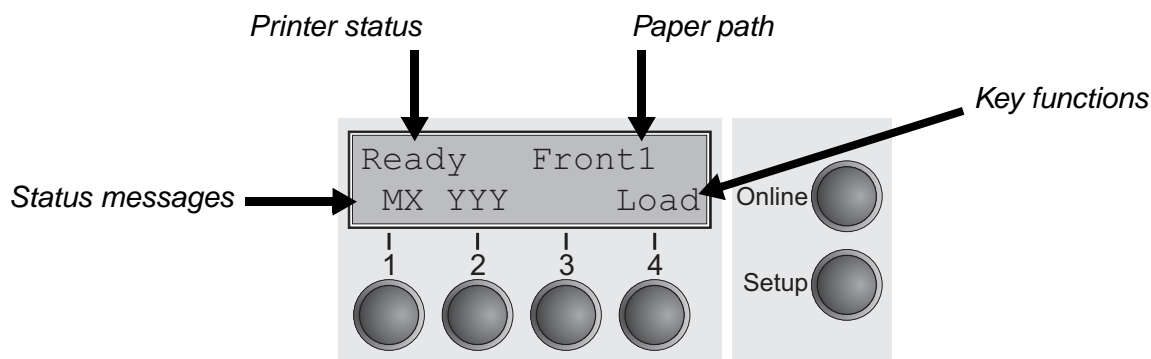 Printer status
Paper path
Key functions
Ready Front1
Status messages
MX YYY Load
Online
1 2 3 4
Setup